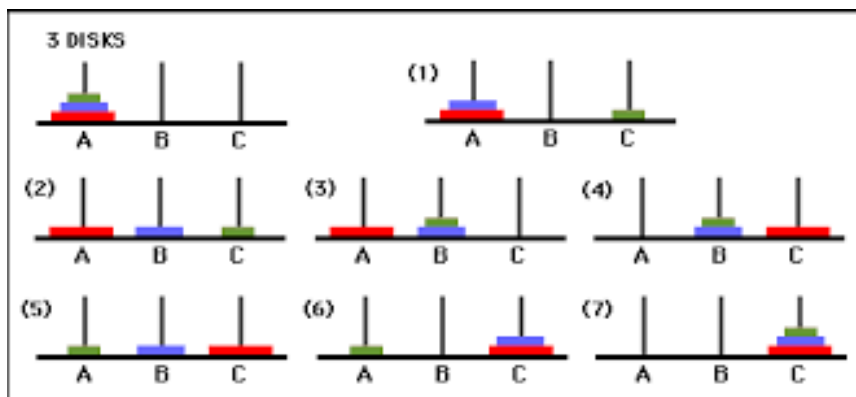 3 DISKS
(1)
A B C
A B C
(2)
(3)
(4)
A B C
A B C
A B C
(5)
(6)
(7)
A B C
A B C
A B C